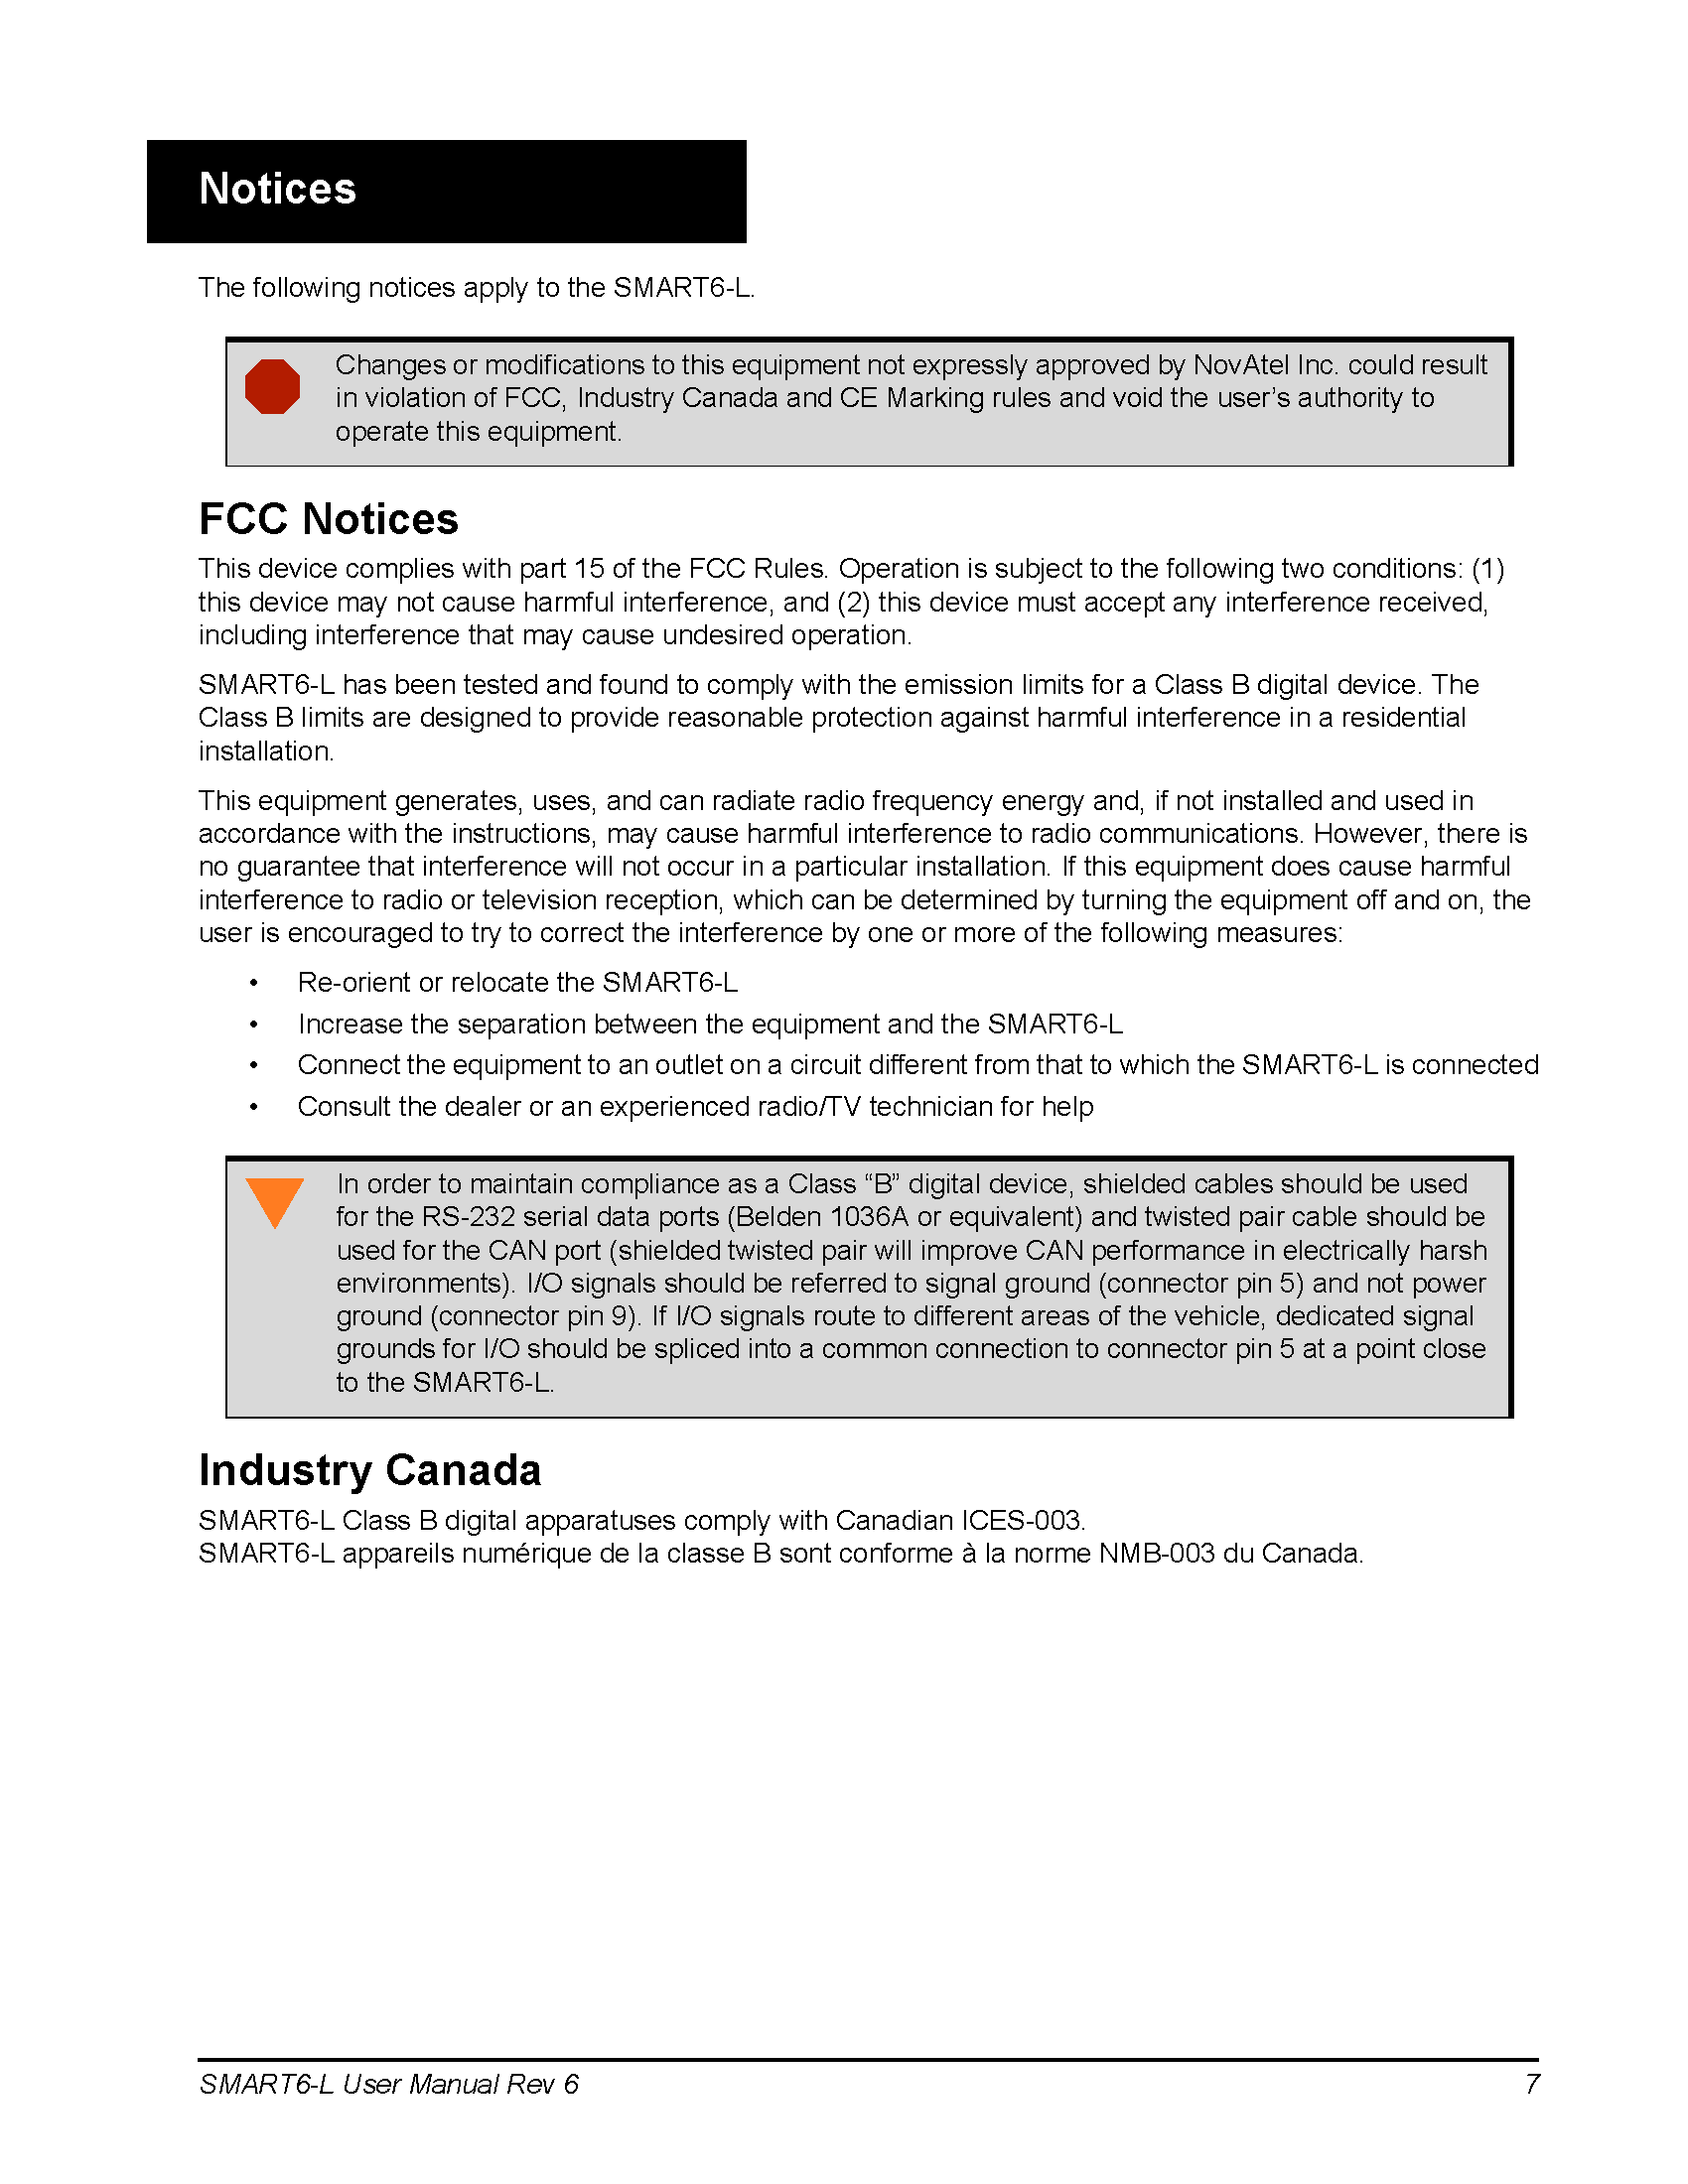 Notices
The following notices apply to the SMART6-L.
Changes or modifications to this equipment not expressly approved by NovAtel Inc. could result
in violation of FCC, Industry Canada and CE Marking rules and void the user’s authority to
operate this equipment.
FCC Notices
This device complies with part 15 of the FCC Rules. Operation is subject to the following two conditions: (1)
this device may not cause harmful interference, and (2) this device must accept any interference received,
including interference that may cause undesired operation.
SMART6-L has been tested and found to comply with the emission limits for a Class B digital device. The
Class B limits are designed to provide reasonable protection against harmful interference in a residential
installation.
This equipment generates, uses, and can radiate radio frequency energy and, if not installed and used in
accordance with the instructions, may cause harmful interference to radio communications. However, there is
no guarantee that interference will not occur in a particular installation. If this equipment does cause harmful
interference to radio or television reception, which can be determined by turning the equipment off and on, the
user is encouraged to try to correct the interference by one or more of the following measures:
• Re-orient or relocate the SMART6-L
• Increase the separation between the equipment and the SMART6-L
• Connect the equipment to an outlet on a circuit different from that to which the SMART6-L is connected
• Consult the dealer or an experienced radio/TV technician for help
In order to maintain compliance as a Class “B” digital device, shielded cables should be used
for the RS-232 serial data ports (Belden 1036A or equivalent) and twisted pair cable should be
used for the CAN port (shielded twisted pair will improve CAN performance in electrically harsh
environments). I/O signals should be referred to signal ground (connector pin 5) and not power
ground (connector pin 9). If I/O signals route to different areas of the vehicle, dedicated signal
grounds for I/O should be spliced into a common connection to connector pin 5 at a point close
to the SMART6-L.
Industry Canada
SMART6-L Class B digital apparatuses comply with Canadian ICES-003.
SMART6-L appareils numérique de la classe B sont conforme à la norme NMB-003 du Canada.
SMART6-L User Manual Rev 6 7